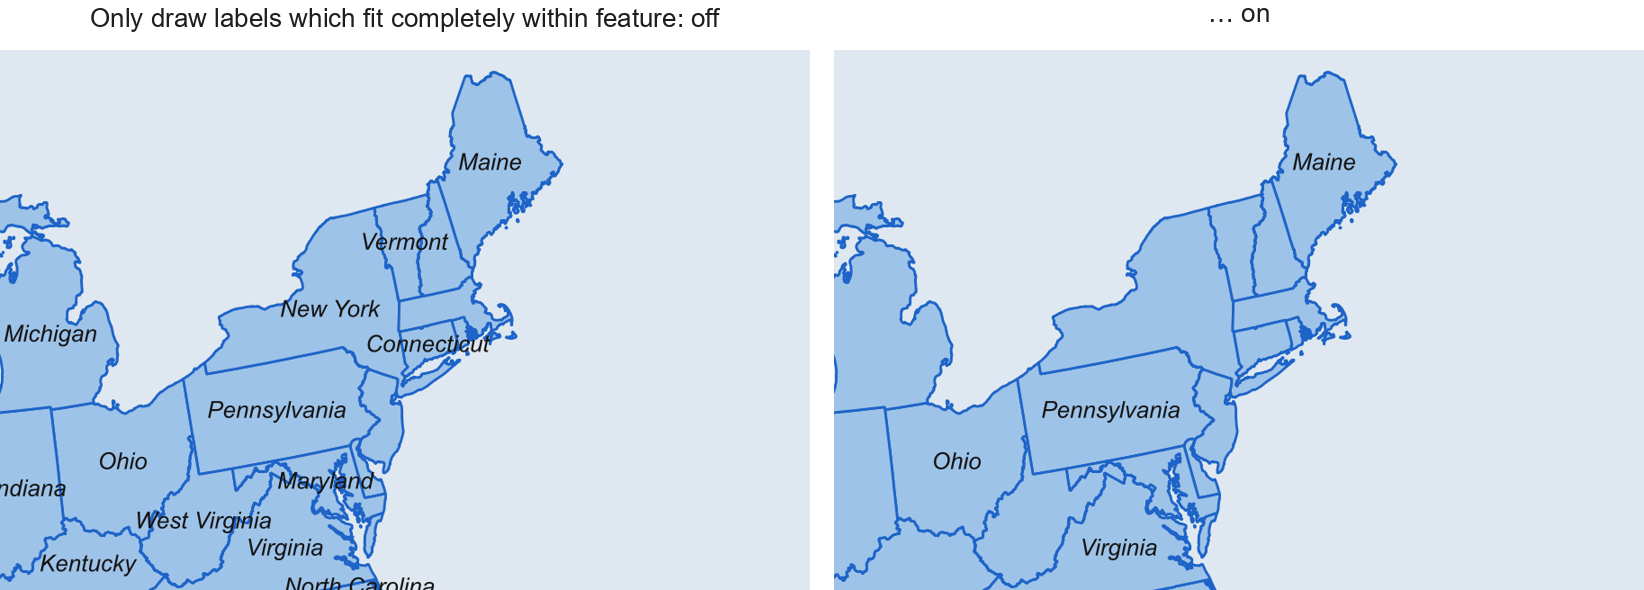 Only draw labels which fit completely within feature: off
… on
Maine
Vermont
New York
Michigan
Connecticut
Pennsylvania
Ohio
ndiana
Maryland
West Virginia
Virginia
Kentucky
North Carolina
Maine
Pennsylvania
Ohio
Virginia